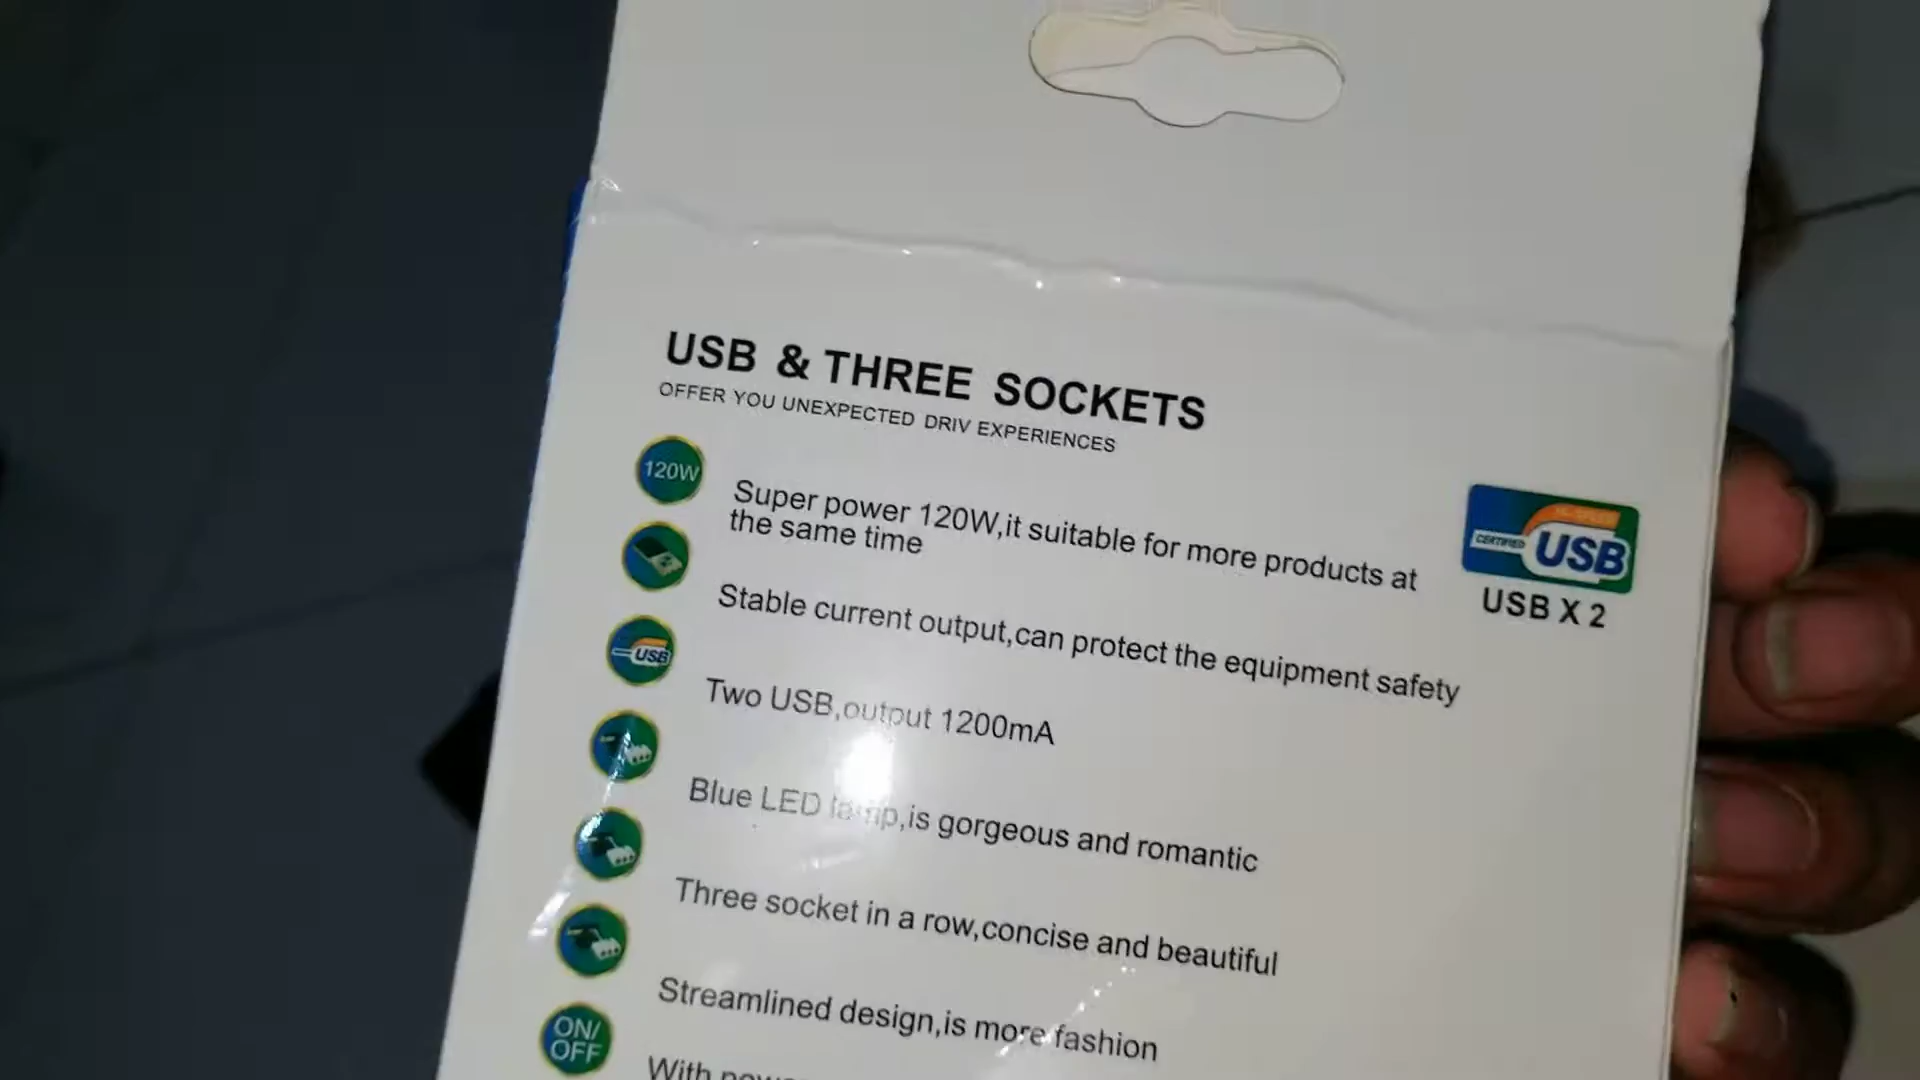 USB & THREE SOCKETS
OFFER YOU UNEXPECTED DRIV EXPERIENCES
120W
Super power 120W,it suitable for more products at
the same time
CERTIFIED USB
USB X 2
Stable current output,can protect the equipment safety
USB
Two USB,output 1200mA
Blue LED lamp,is gorgeous and romantic
Three socket in a row,concise and beautiful
Streamlined design,is more fashion
ON/
OFF
With